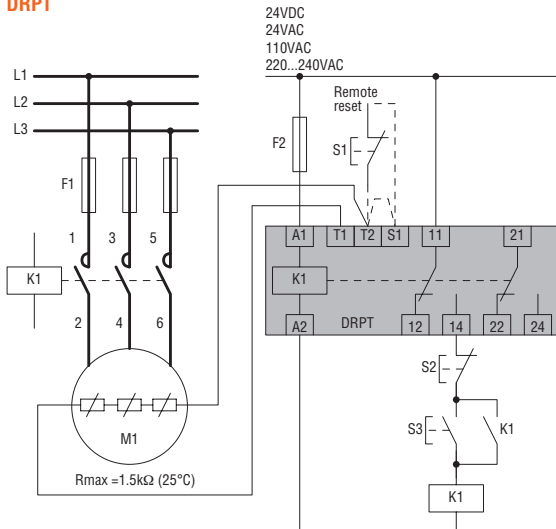 DRPT
24VDC
24VAC
110VAC
220...240VAC
L1
L2
L3
Remote
reset
F1
F2
S1
A1 T1 T2 S1 11 21
1 3 5
K1
K1
2 4 6
A2 DRPT 12 14 22 24
M1
Rmax =1.5kΩ (25°C)
S2
S3 K1
K1